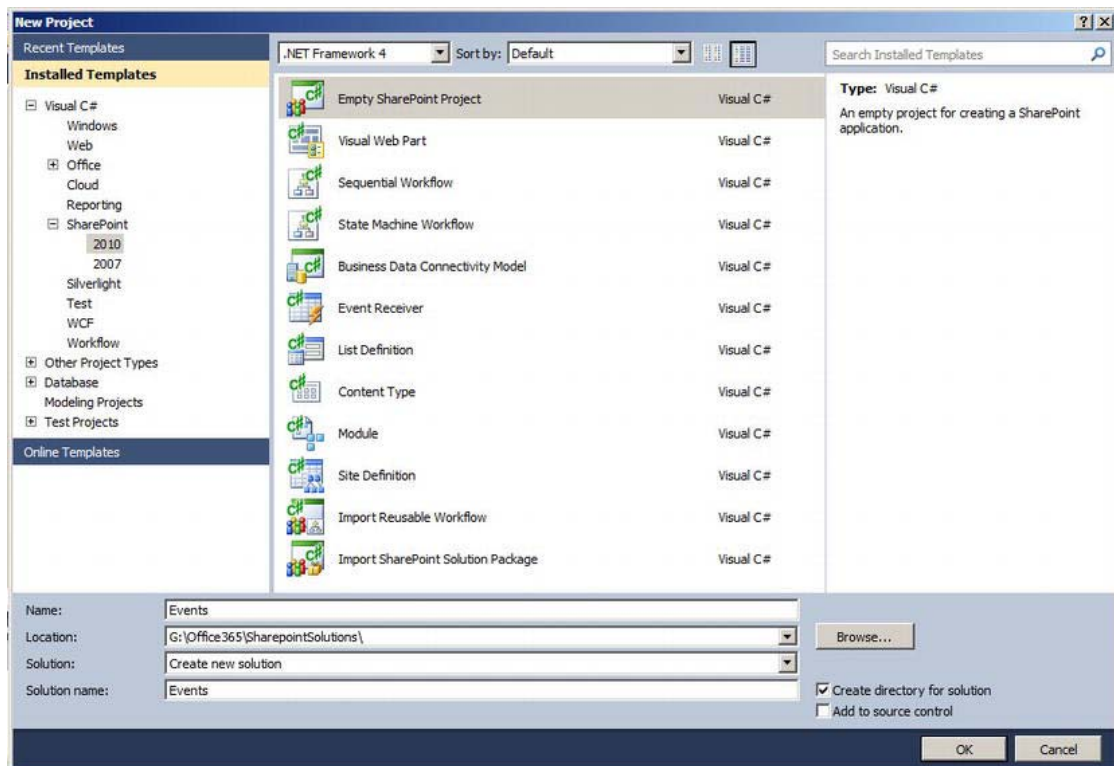 New Project
Recent Templates
Installed Templates
Visual C#
Windows
Web
Office
Cloud
Reporting
SharePoint
2010
2007
Silverlight
Test
WCF
Workflow
Other Project Types
Database
Modeling Projects
Test Projects
Online Templates
.NET Framework 4 Sort by: Default
Empty SharePoint Project Visual C#
Visual Web Part Visual C#
Sequential Workflow Visual C#
State Machine Workflow Visual C#
Business Data Connectivity Model Visual C#
Event Receiver Visual C#
List Definition Visual C#
Content Type Visual C#
Module Visual C#
Site Definition Visual C#
Import Reusable Workflow Visual C#
Import SharePoint Solution Package Visual C#
Search Installed Templates
Type: Visual C#
An empty project for creating a SharePoint
application.
Name: Events
Location: G:\Office365\SharepointSolutions\ Browse...
Solution: Create new solution
Solution name: Events
Create directory for solution
Add to source control
OK Cancel